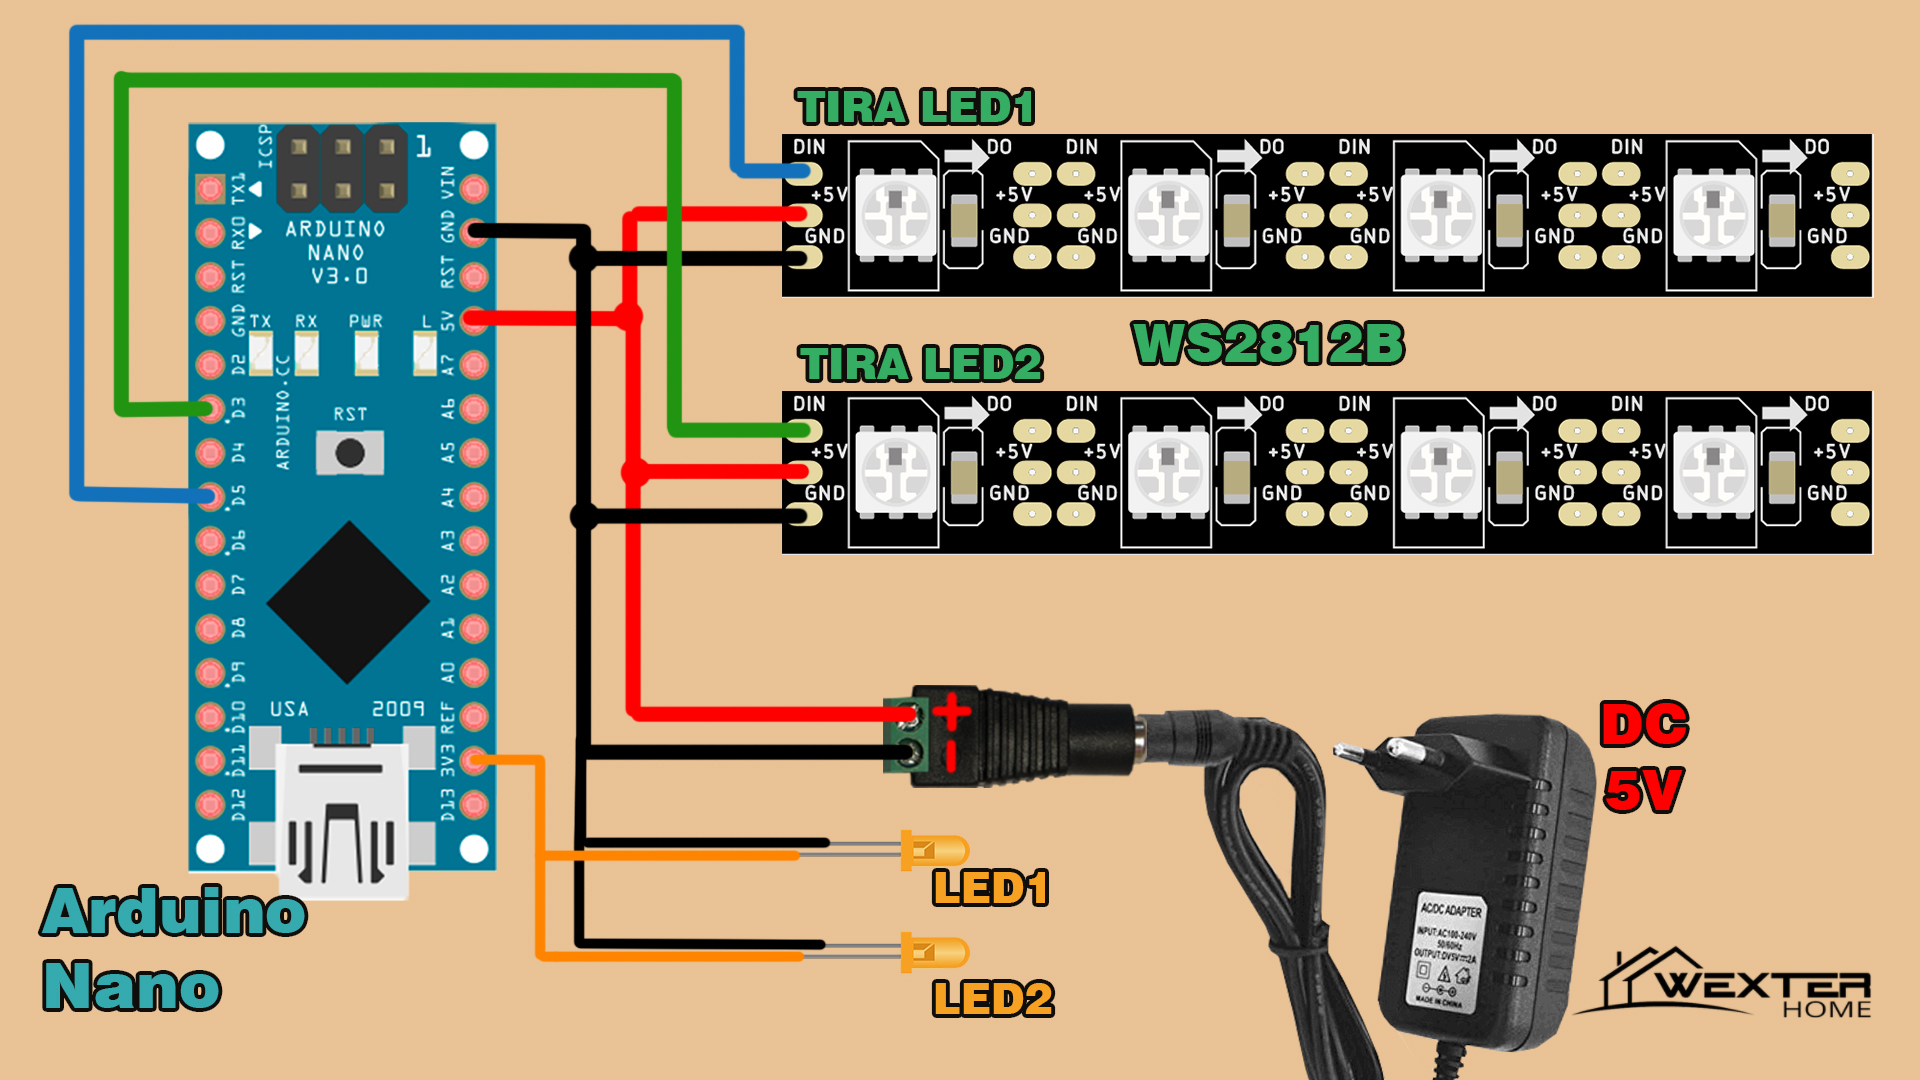 TIRA LED1
DIN DO DIN DO DIN DO DIN DO
+5V +5V +5V +5V +5V +5V +5V +5V
GND GND GND GND GND GND GND GND
WS2812B
TIRA LED2
DIN DO DIN DO DIN DO DIN DO
+5V +5V +5V +5V +5V +5V +5V +5V
GND GND GND GND GND GND GND GND
ICSP
1
ARDUINO
NANO
V3.0
TX RX PWR L
ARDUINO.CC
RST
USA 2009
TX1
RX0
RST
GND
D2
D3
D4
D5
D6
D7
D8
D9
D10
D11
D12
VIN
GND
RST
5V
A7
A6
A5
A4
A3
A2
A1
A0
REF
3V3
D13
Arduino
Nano
+
-
DC
5V
LED1
LED2
AC/DC ADAPTER
INPUT:AC100-240V
50/60Hz
OUTPUT:DV5V⎓2A
MADE IN CHINA
WEXTER
HOME